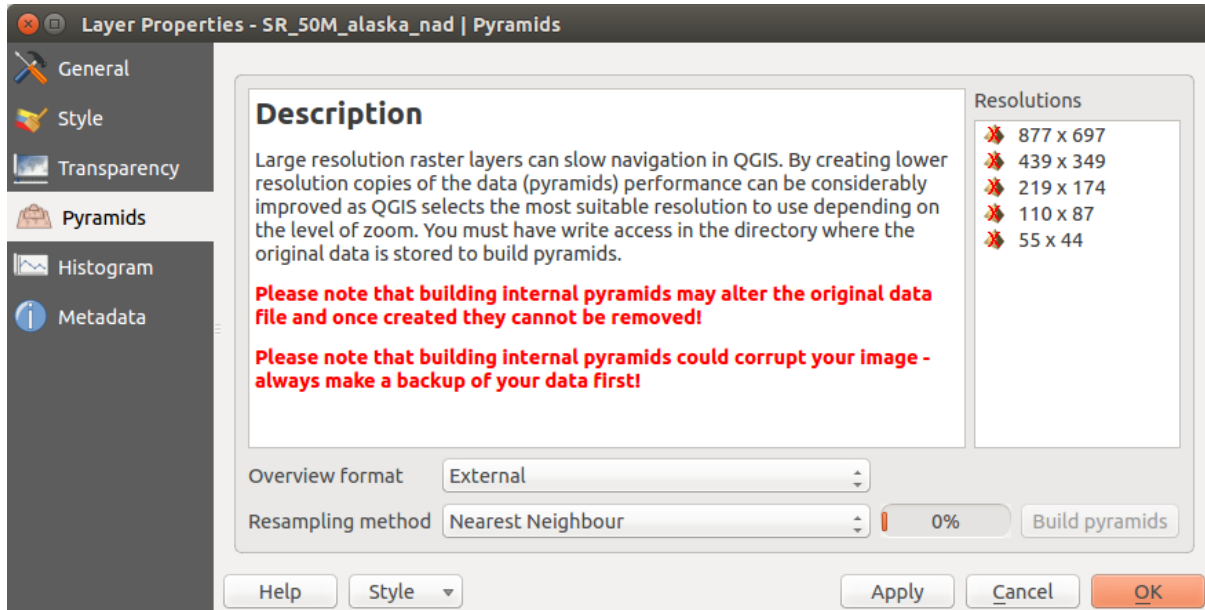 Layer Properties - SR_50M_alaska_nad | Pyramids
General
Style
Transparency
Pyramids
Histogram
Metadata
Description
Large resolution raster layers can slow navigation in QGIS. By creating lower
resolution copies of the data (pyramids) performance can be considerably
improved as QGIS selects the most suitable resolution to use depending on
the level of zoom. You must have write access in the directory where the
original data is stored to build pyramids.
Please note that building internal pyramids may alter the original data
file and once created they cannot be removed!
Please note that building internal pyramids could corrupt your image -
always make a backup of your data first!
Resolutions
877 x 697
439 x 349
219 x 174
110 x 87
55 x 44
Overview format External
Resampling method Nearest Neighbour 0% Build pyramids
Help Style Apply Cancel OK